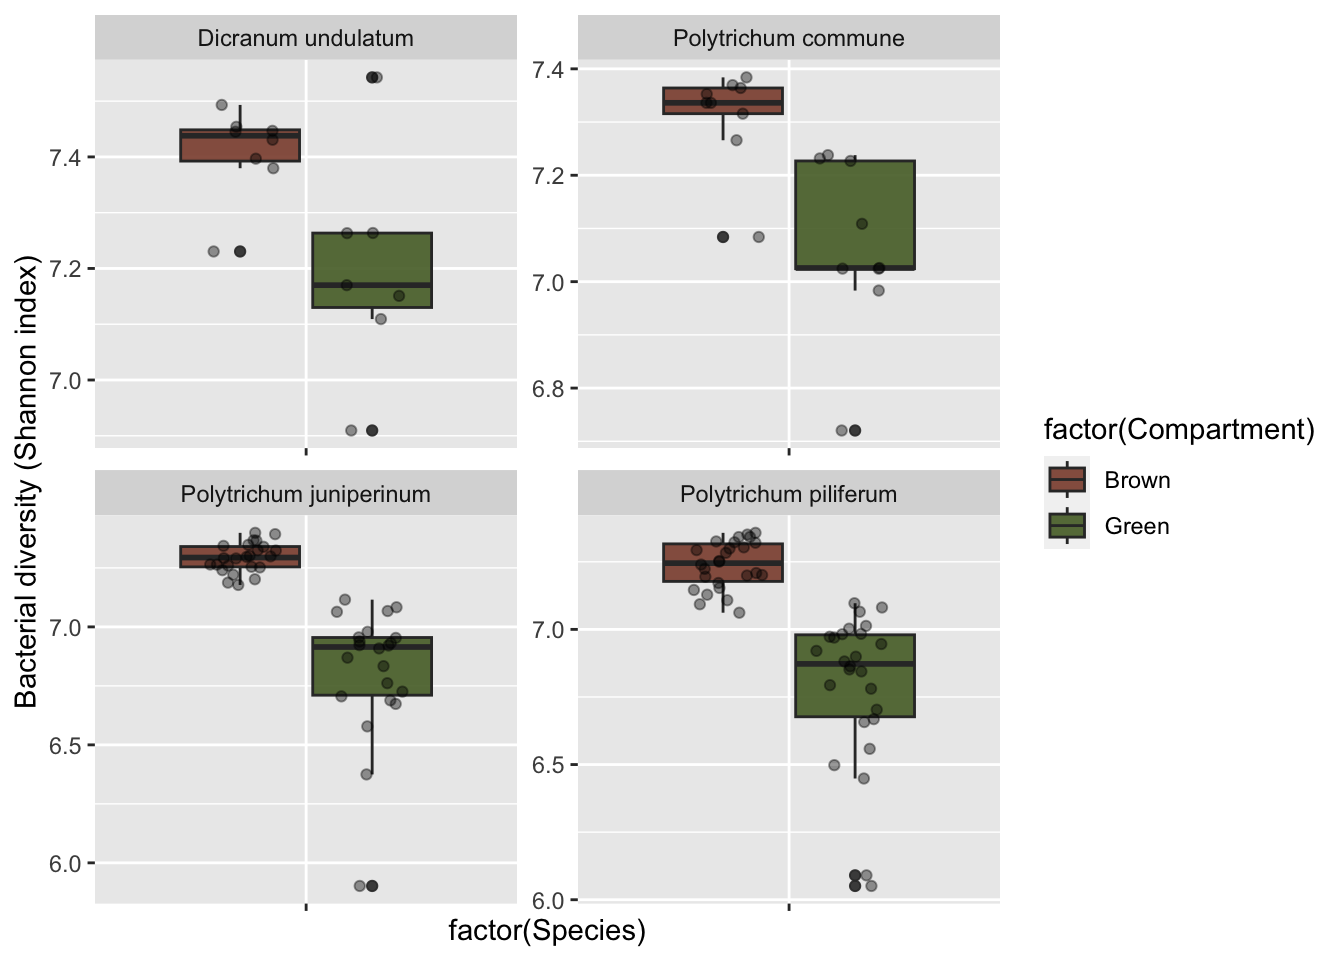 Dicranum undulatum
Polytrichum commune
7.4
7.2
7.0
7.4
7.2
7.0
6.8
Polytrichum juniperinum
Polytrichum piliferum
7.0
6.5
6.0
7.0
6.5
6.0
Bacterial diversity (Shannon index)
factor(Species)
factor(Compartment)
Brown
Green